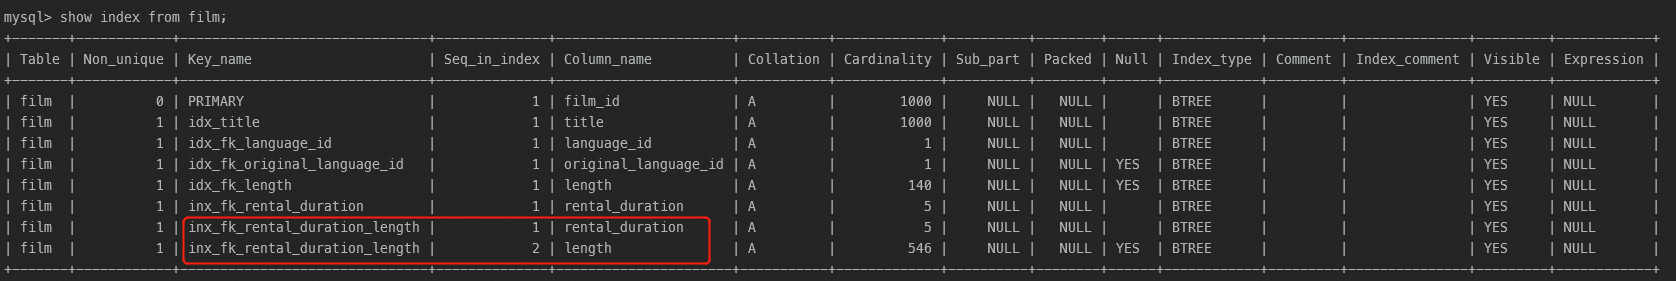 mysql> show index from film;
+-------+------------+------------------------------+--------------+----------------------+-----------+-------------+----------+--------+------+------------+---------+---------------+---------+------------+
| Table | Non_unique | Key_name                     | Seq_in_index | Column_name          | Collation | Cardinality | Sub_part | Packed | Null | Index_type | Comment | Index_comment | Visible | Expression |
+-------+------------+------------------------------+--------------+----------------------+-----------+-------------+----------+--------+------+------------+---------+---------------+---------+------------+
| film  |          0 | PRIMARY                      |            1 | film_id              | A         |        1000 |     NULL |   NULL |      | BTREE      |         |               | YES     | NULL       |
| film  |          1 | idx_title                    |            1 | title                | A         |        1000 |     NULL |   NULL |      | BTREE      |         |               | YES     | NULL       |
| film  |          1 | idx_fk_language_id           |            1 | language_id          | A         |           1 |     NULL |   NULL |      | BTREE      |         |               | YES     | NULL       |
| film  |          1 | idx_fk_original_language_id  |            1 | original_language_id | A         |           1 |     NULL |   NULL | YES  | BTREE      |         |               | YES     | NULL       |
| film  |          1 | idx_fk_length                |            1 | length               | A         |         140 |     NULL |   NULL | YES  | BTREE      |         |               | YES     | NULL       |
| film  |          1 | inx_fk_rental_duration       |            1 | rental_duration      | A         |           5 |     NULL |   NULL |      | BTREE      |         |               | YES     | NULL       |
| film  |          1 | inx_fk_rental_duration_length |            1 | rental_duration      | A         |           5 |     NULL |   NULL |      | BTREE      |         |               | YES     | NULL       |
| film  |          1 | inx_fk_rental_duration_length |            2 | length               | A         |         546 |     NULL |   NULL | YES  | BTREE      |         |               | YES     | NULL       |
+-------+------------+------------------------------+--------------+----------------------+-----------+-------------+----------+--------+------+------------+---------+---------------+---------+------------+